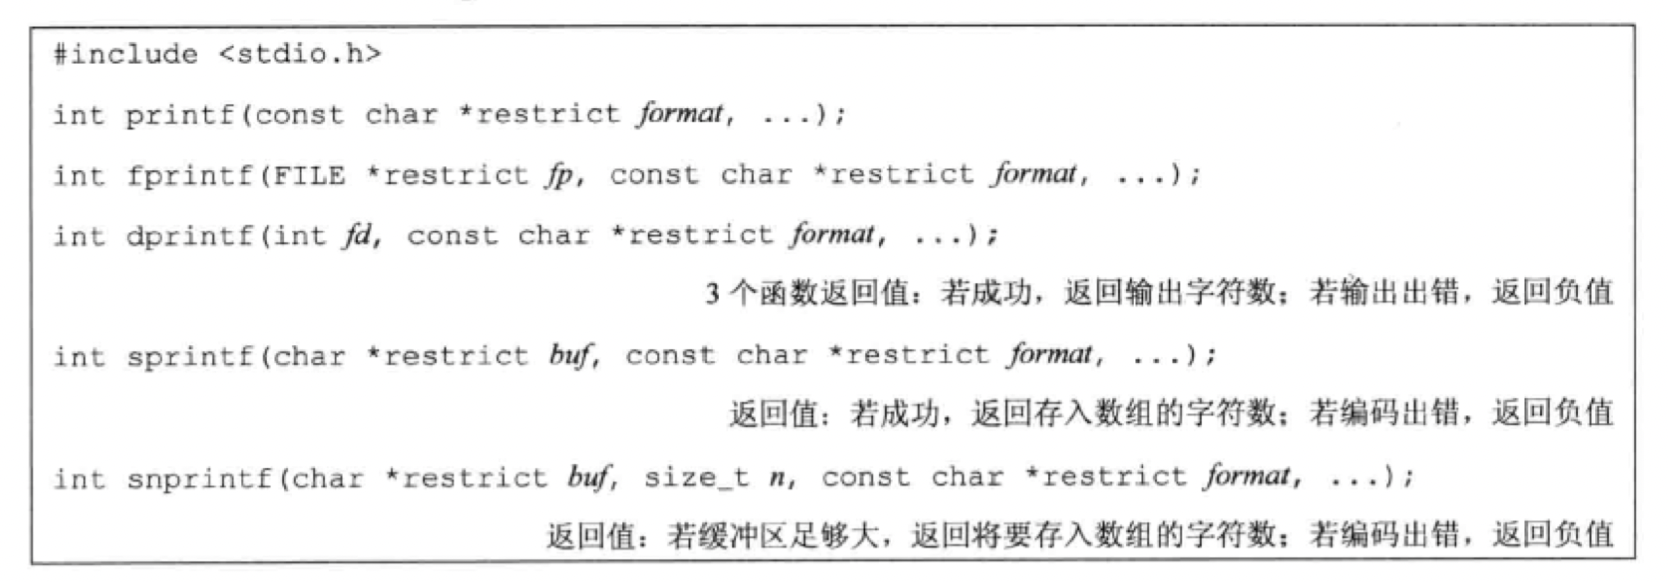 #include <stdio.h>
int printf(const char *restrict format, ...);
int fprintf(FILE *restrict fp, const char *restrict format, ...);
int dprintf(int fd, const char *restrict format, ...);
3 个函数返回值：若成功，返回输出字符数；若输出出错，返回负值
int sprintf(char *restrict buf, const char *restrict format, ...);
返回值：若成功，返回存入数组的字符数；若编码出错，返回负值
int snprintf(char *restrict buf, size_t n, const char *restrict format, ...);
返回值：若缓冲区足够大，返回将要存入数组的字符数；若编码出错，返回负值